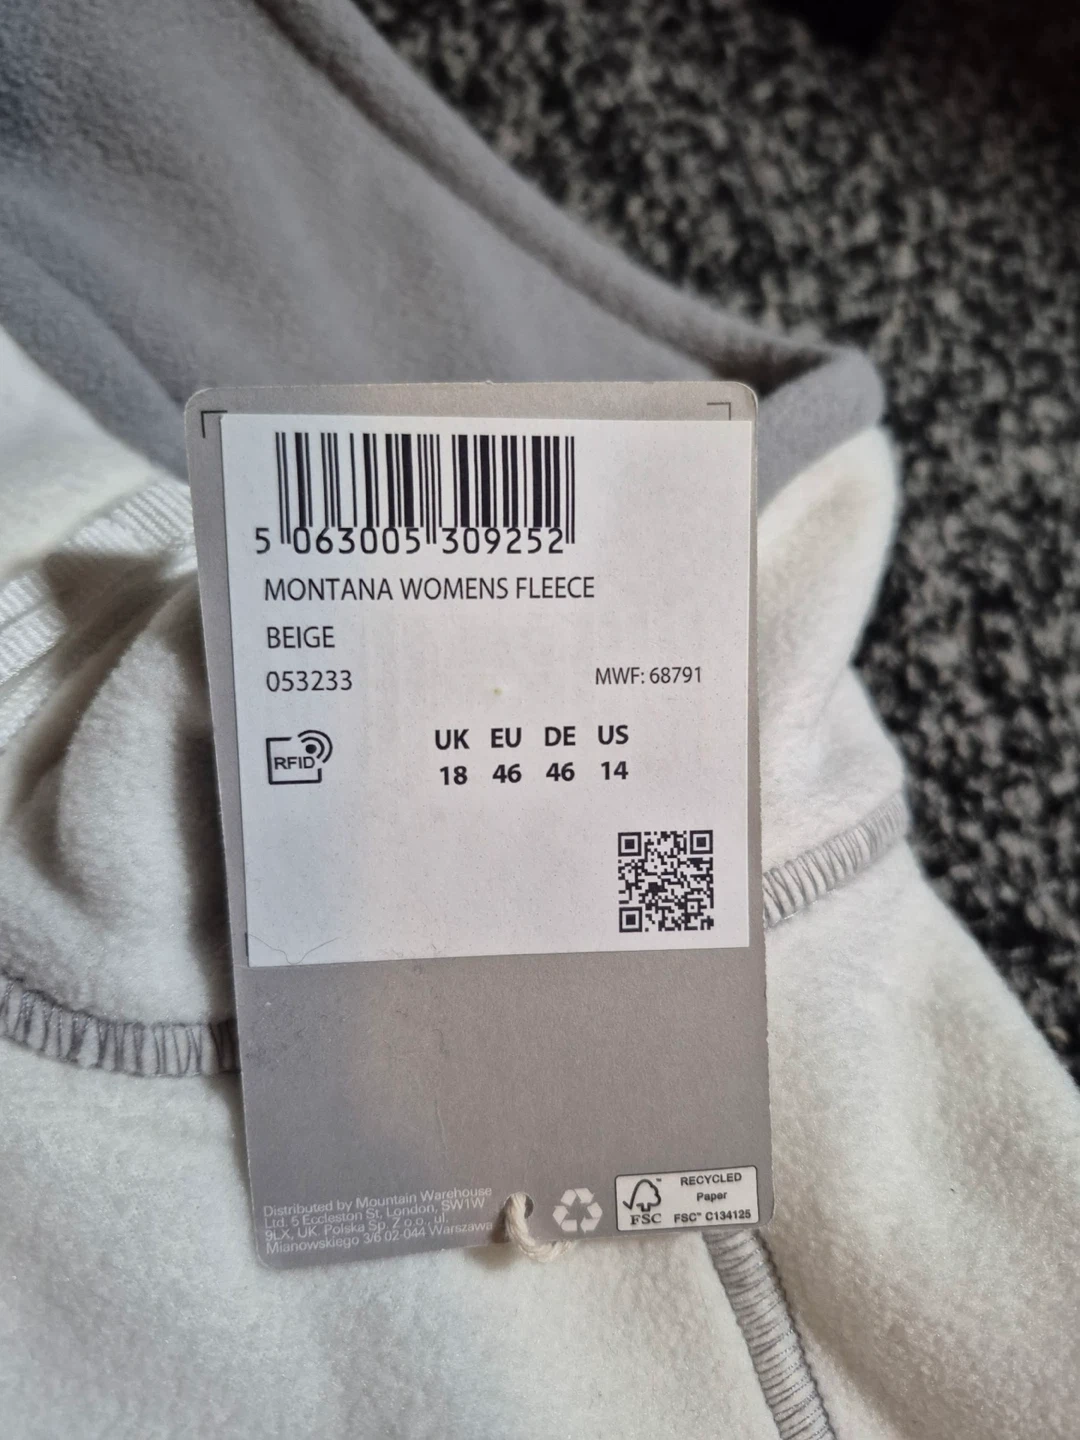 5 063005 309252
MONTANA WOMENS FLEECE
BEIGE
053233
MWF: 68791
RFID
UK EU DE US
18 46 46 14
Distributed by Mountain Warehouse
Ltd. 5 Eccleston St, London, SW1W
9LX, UK. Polska Sp. Z o.o., ul.
Mianowskiego 3/6 02-044 Warszawa
FSC
RECYCLED
Paper
FSC™ C134125